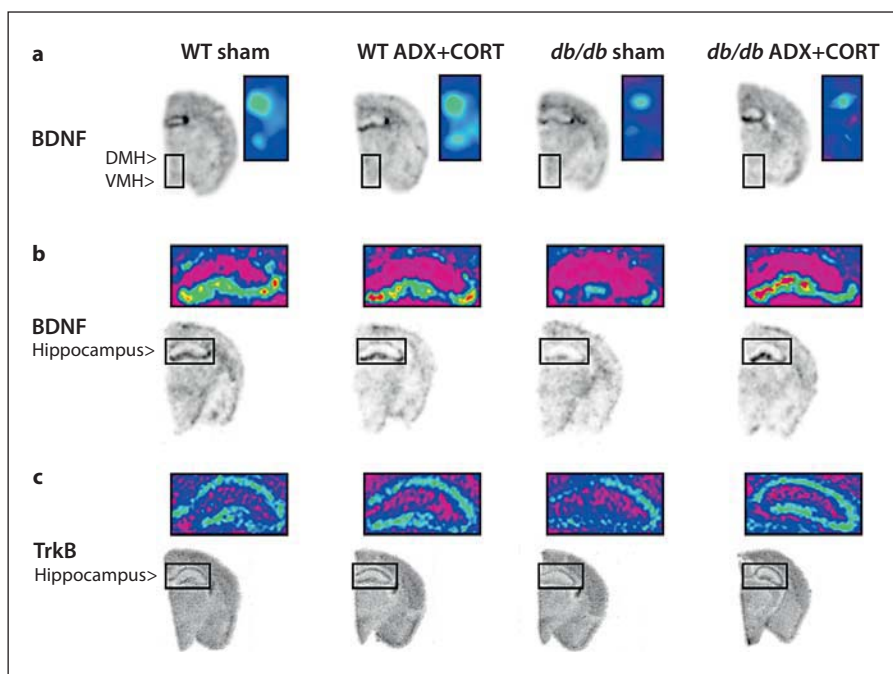 WT sham WT ADX+CORT db/db sham db/db ADX+CORT
a
BDNF
DMH>
VMH>
b
BDNF
Hippocampus>
c
TrkB
Hippocampus>